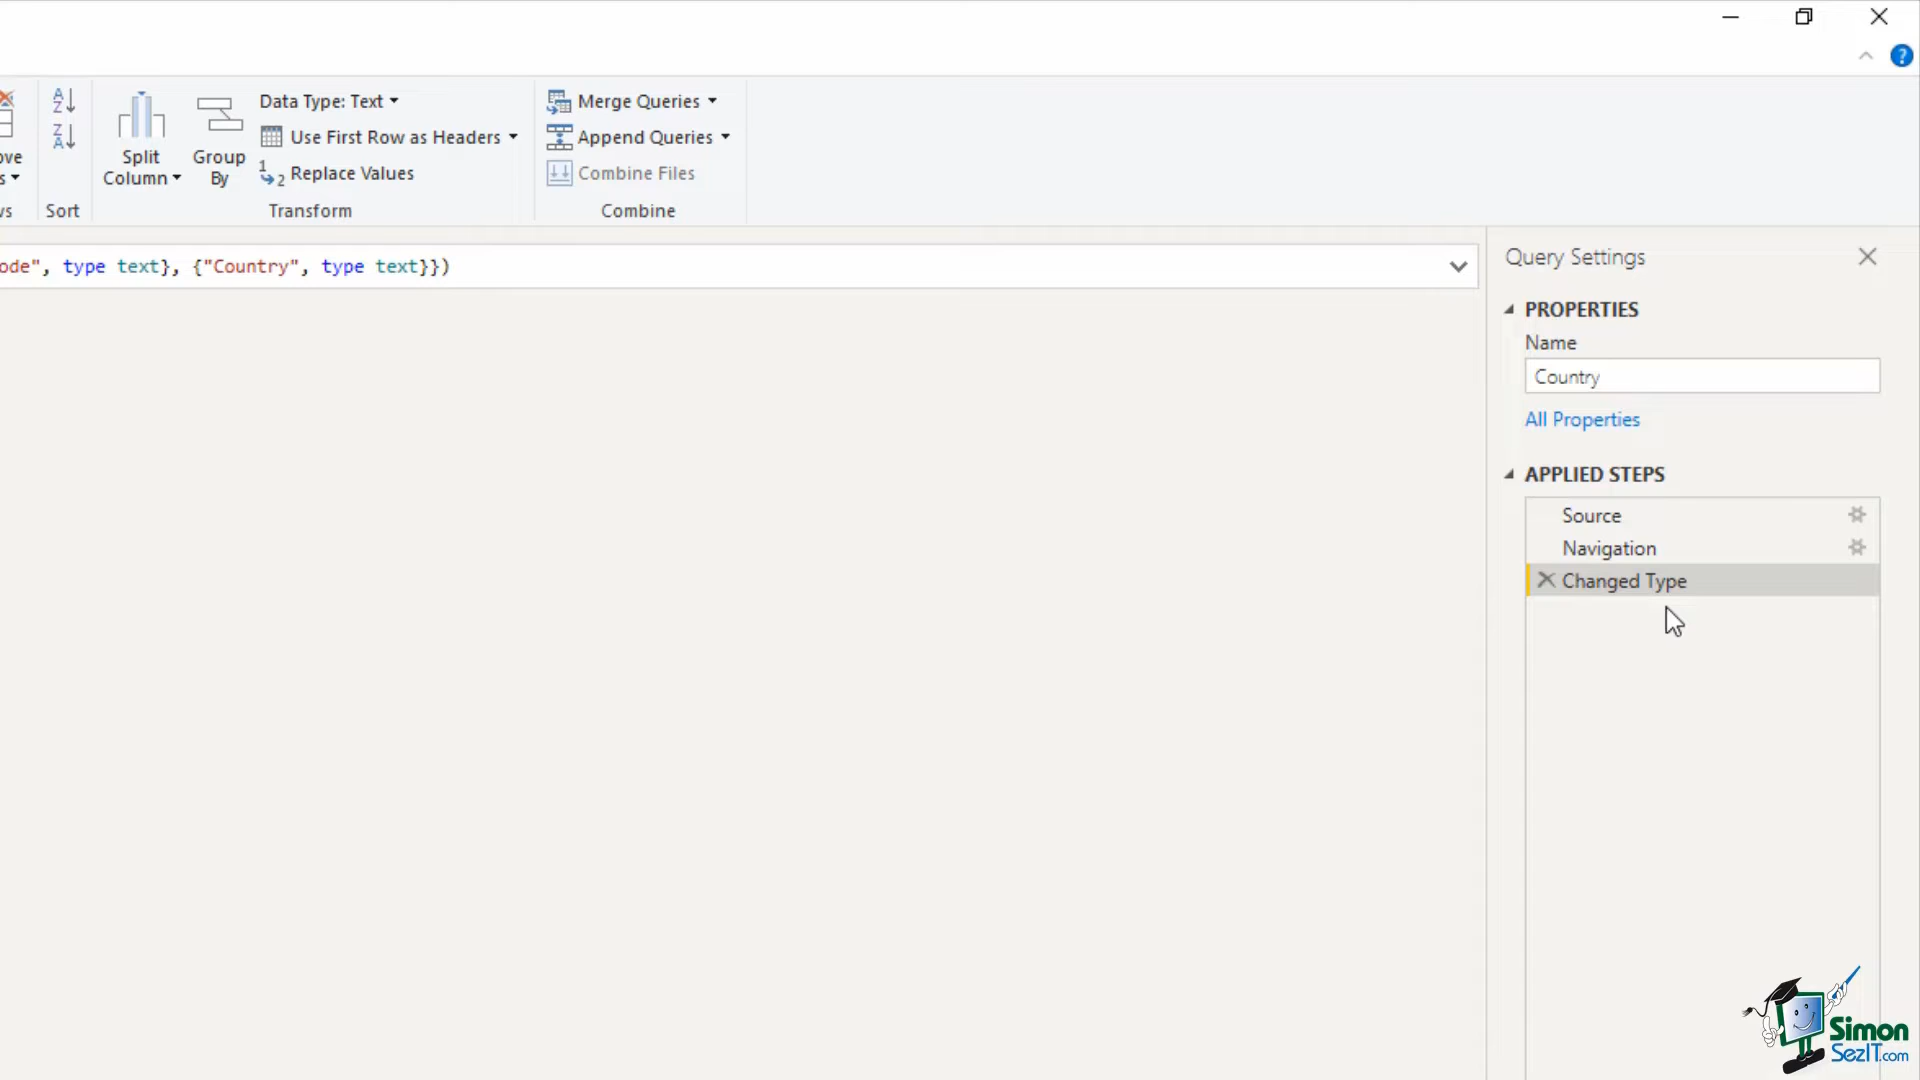 Data Type: Text
Use First Row as Headers
Replace Values
Split
Column
Group
By
Merge Queries
Append Queries
Combine Files
Sort
Transform
Combine
ode", type text}, {"Country", type text}})
Query Settings
PROPERTIES
Name
Country
All Properties
APPLIED STEPS
Source
Navigation
Changed Type
Simon
SezIT.com